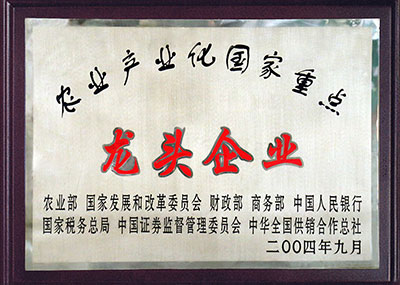 农业产业化国家重点
龙头企业
农业部 国家发展和改革委员会 财政部 商务部 中国人民银行
国家税务总局 中国证券监督管理委员会 中华全国供销合作总社
二〇〇四年九月